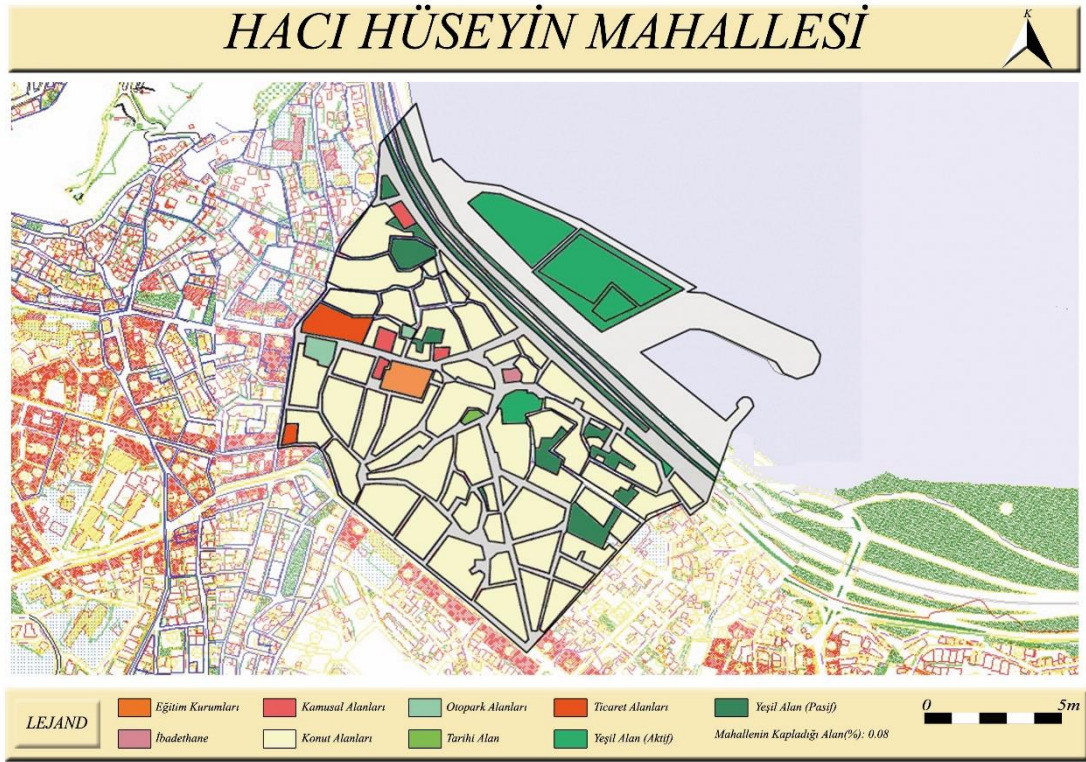 HACI HÜSEYİN MAHALLESİ
K
LEJAND
Eğitim Kurumları
Kamusal Alanları
Otopark Alanları
Ticaret Alanları
Yeşil Alan (Pasif)
İbadethane
Konut Alanları
Tarihi Alan
Yeşil Alan (Aktif)
Mahallenin Kapladığı Alan(%): 0.08
0 5m